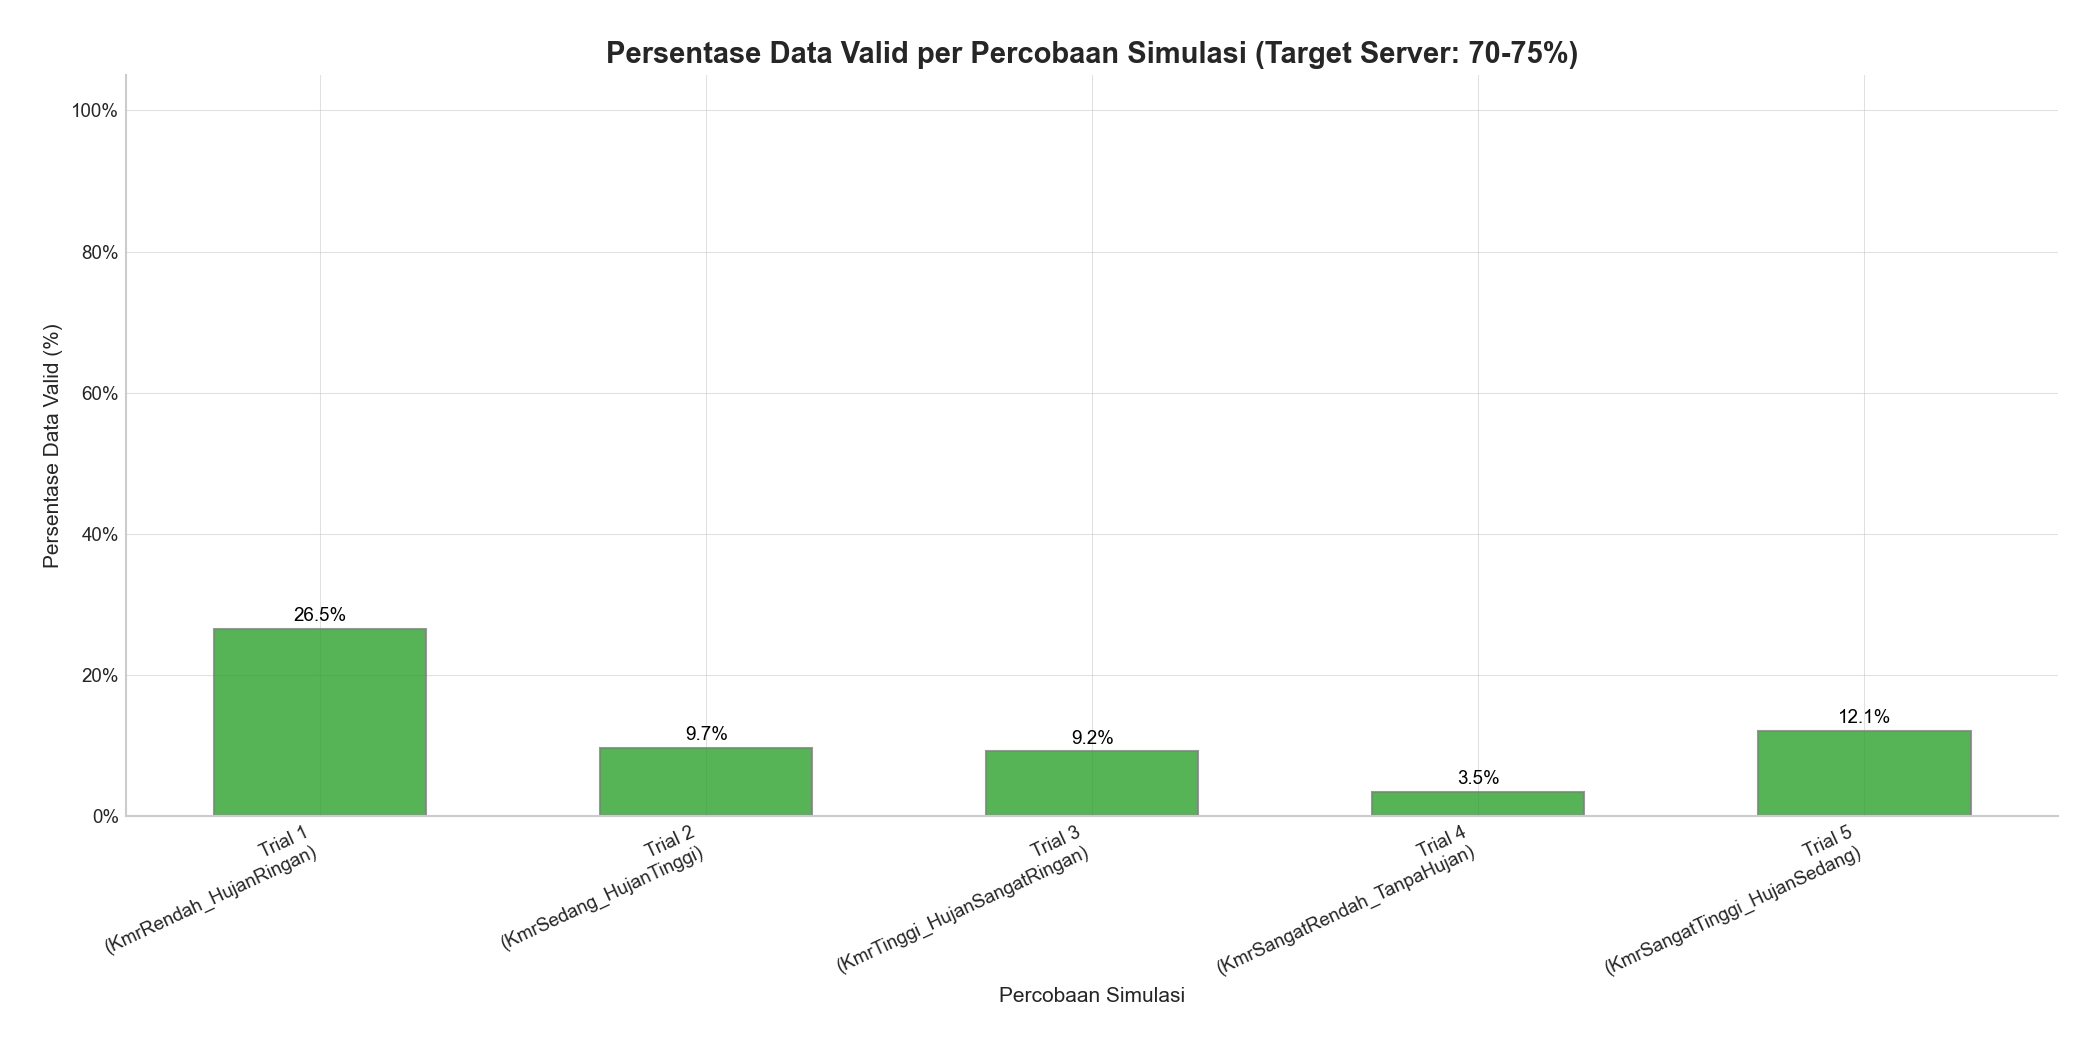 Persentase Data Valid per Percobaan Simulasi (Target Server: 70-75%)
Persentase Data Valid (%)
100%
80%
60%
40%
20%
0%
26.5%
9.7%
9.2%
3.5%
12.1%
Trial 1
(KmrRendah_HujanRingan)
Trial 2
(KmrSedang_HujanTinggi)
Trial 3
(KmrTinggi_HujanSangatRingan)
Trial 4
(KmrSangatRendah_TanpaHujan)
Trial 5
(KmrSangatTinggi_HujanSedang)
Percobaan Simulasi